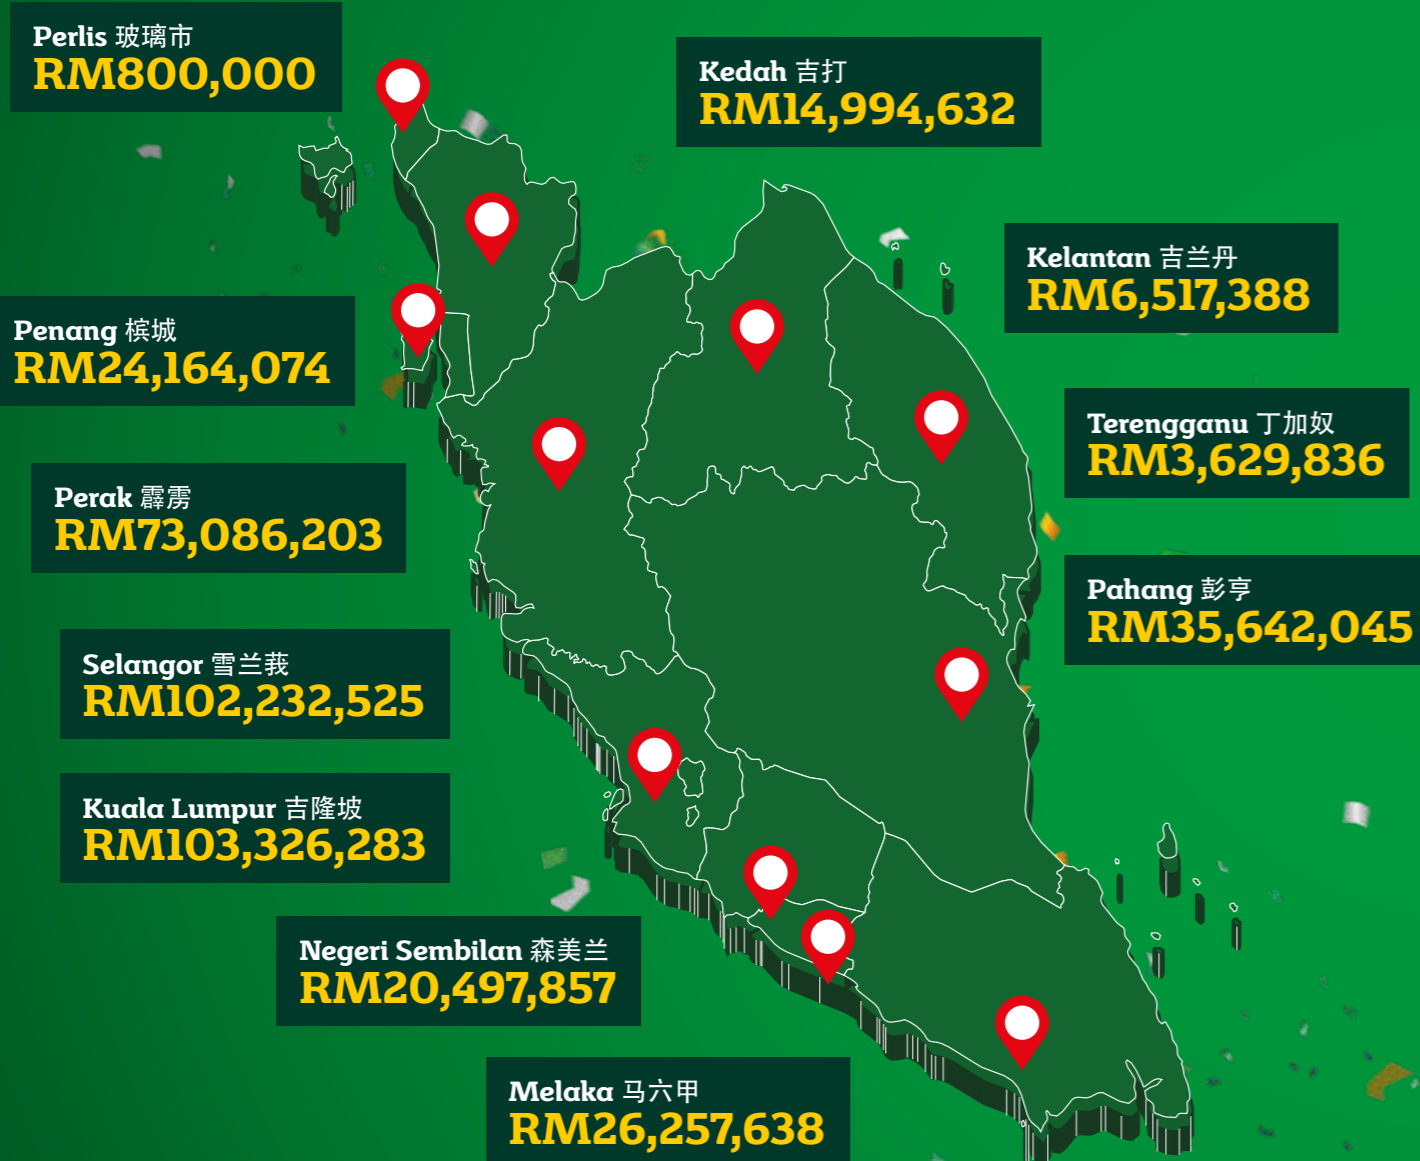 Perlis 玻璃市
RM800,000
Kedah 吉打
RM14,994,632
Kelantan 吉兰丹
RM6,517,388
Penang 槟城
RM24,164,074
Terengganu 丁加奴
RM3,629,836
Perak 霹雳
RM73,086,203
Pahang 彭亨
RM35,642,045
Selangor 雪兰莪
RM102,232,525
Kuala Lumpur 吉隆坡
RM103,326,283
Negeri Sembilan 森美兰
RM20,497,857
Melaka 马六甲
RM26,257,638